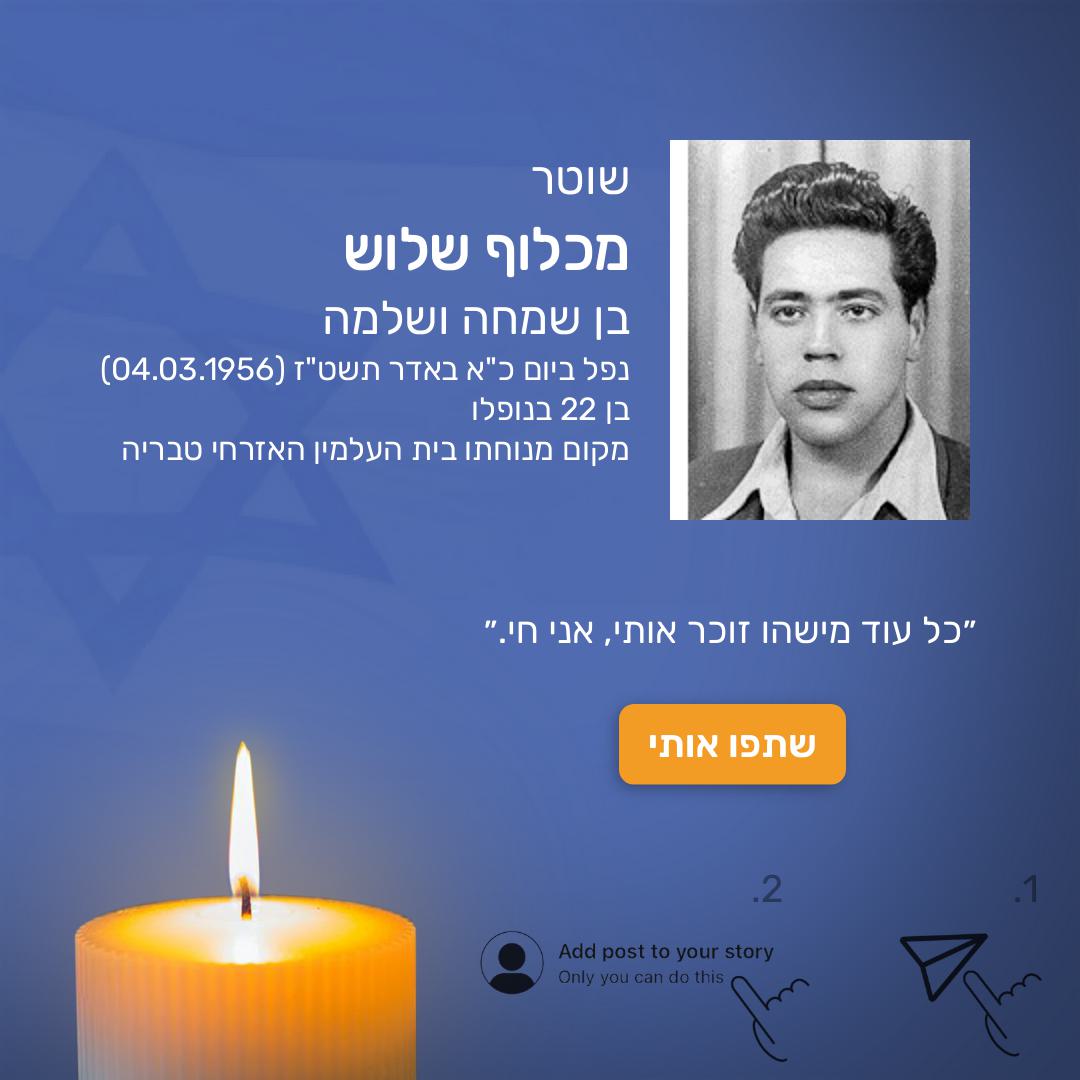 שוטר
מכלוף שלוש
בן שמחה ושלמה
נפל ביום כ"א באדר תשט"ז (04.03.1956)
בן 22 בנופלו
מקום מנוחתו בית העלמין האזרחי טבריה
״כל עוד מישהו זוכר אותי, אני חי.״
שתפו אותי
.1
.2
Add post to your story
Only you can do this